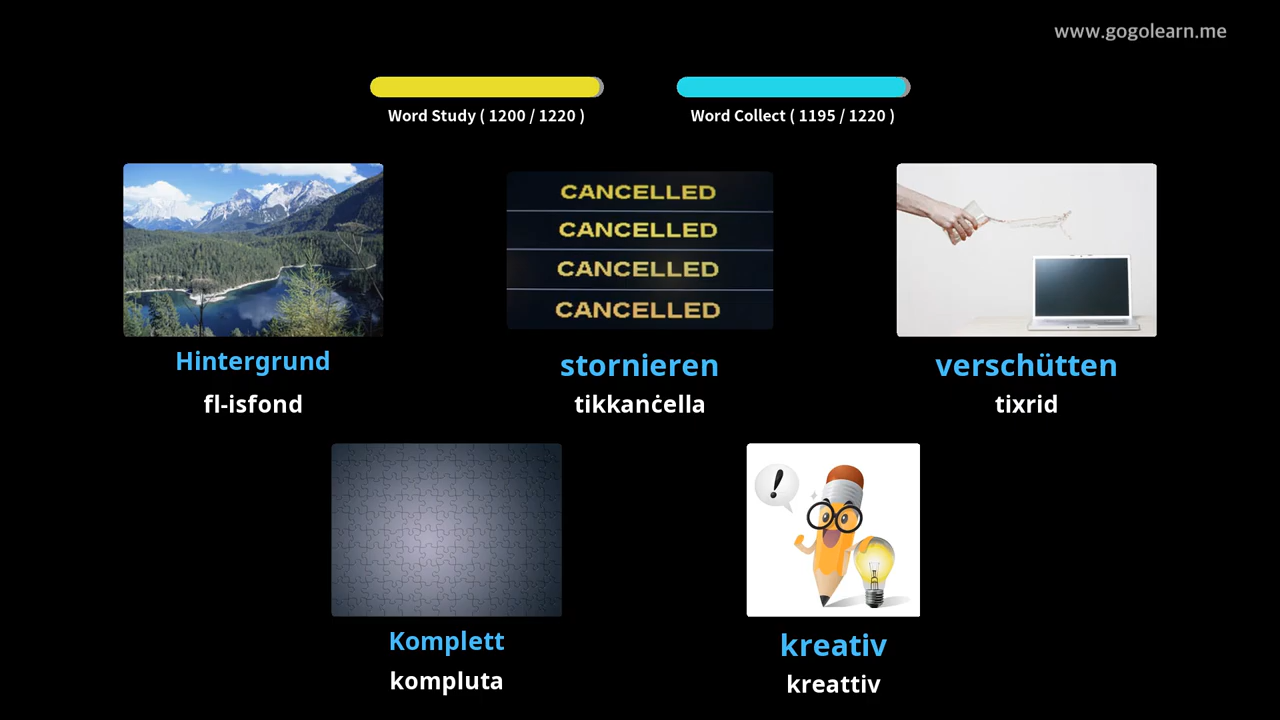 www.gogolearn.me
Word Study ( 1200 / 1220 )
Word Collect ( 1195 / 1220 )
CANCELLED
CANCELLED
CANCELLED
CANCELLED
Hintergrund
fl-isfond
stornieren
tikkanċella
verschütten
tixrid
!
Komplett
kompluta
kreativ
kreattiv